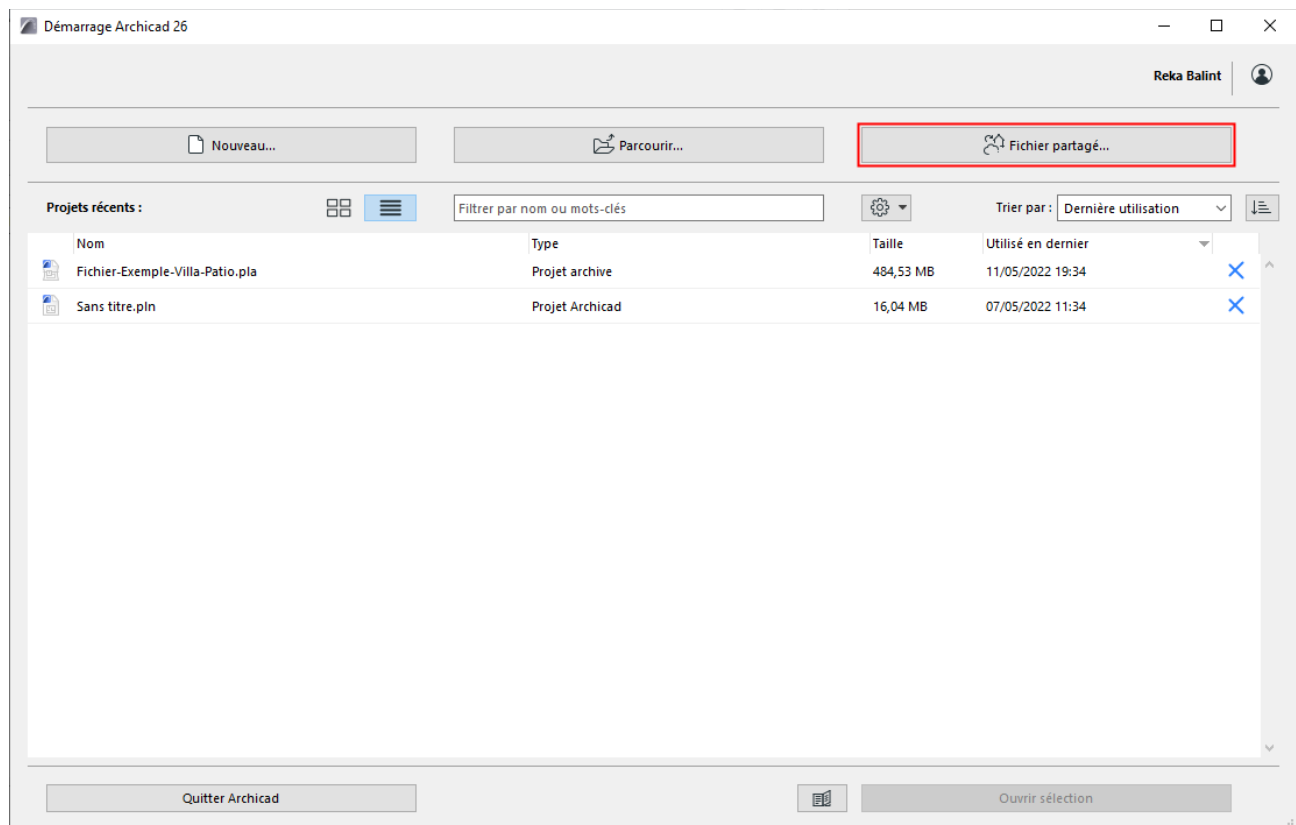 Démarrage Archicad 26
Reka Balint
Nouveau... Parcourir... Fichier partagé...
Projets récents : Filtrer par nom ou mots-clés Trier par : Dernière utilisation
Nom Type Taille Utilisé en dernier
Fichier-Exemple-Villa-Patio.pla Projet archive 484,53 MB 11/05/2022 19:34
Sans titre.pln Projet Archicad 16,04 MB 07/05/2022 11:34
Quitter Archicad Ouvrir sélection